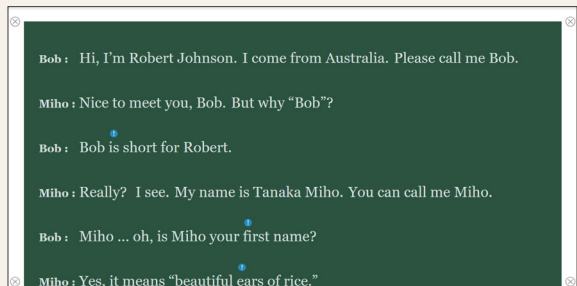 Bob : Hi, I'm Robert Johnson. I come from Australia. Please call me Bob.
Miho : Nice to meet you, Bob. But why “Bob”?
Bob : Bob is short for Robert.
Miho : Really? I see. My name is Tanaka Miho. You can call me Miho.
Bob : Miho ... oh, is Miho your first name?
Miho : Yes, it means “beautiful ears of rice.”